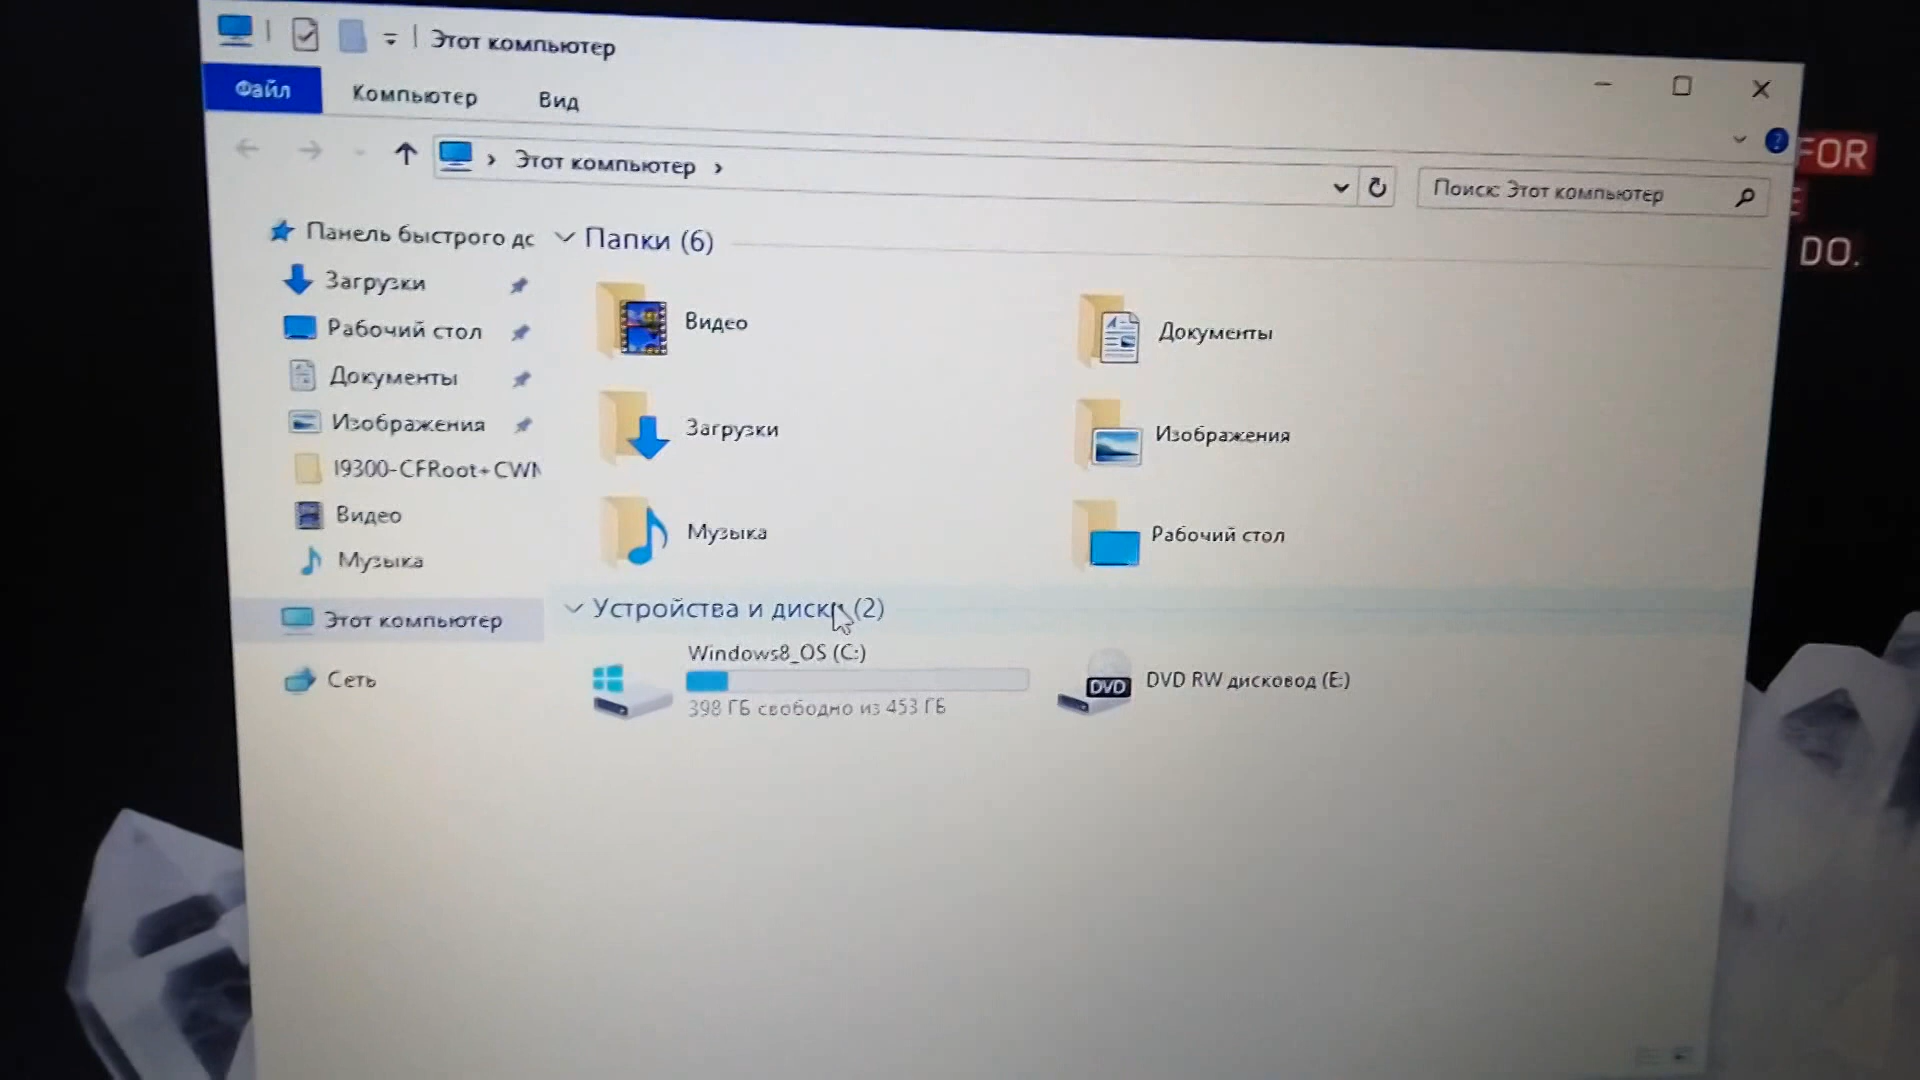 Этот компьютер
Файл
Компьютер
Вид
Этот компьютер
Поиск: Этот компьютер
FOR
DO.
Панель быстрого дс
Загрузки
Рабочий стол
Документы
Изображения
I9300-CFRoot+CWM
Видео
Музыка
Этот компьютер
Сеть
Папки (6)
Видео
Документы
Загрузки
Изображения
Музыка
Рабочий стол
Устройства и диски (2)
Windows8_OS (C:)
398 ГБ свободно из 453 ГБ
DVD
DVD RW дисковод (E:)